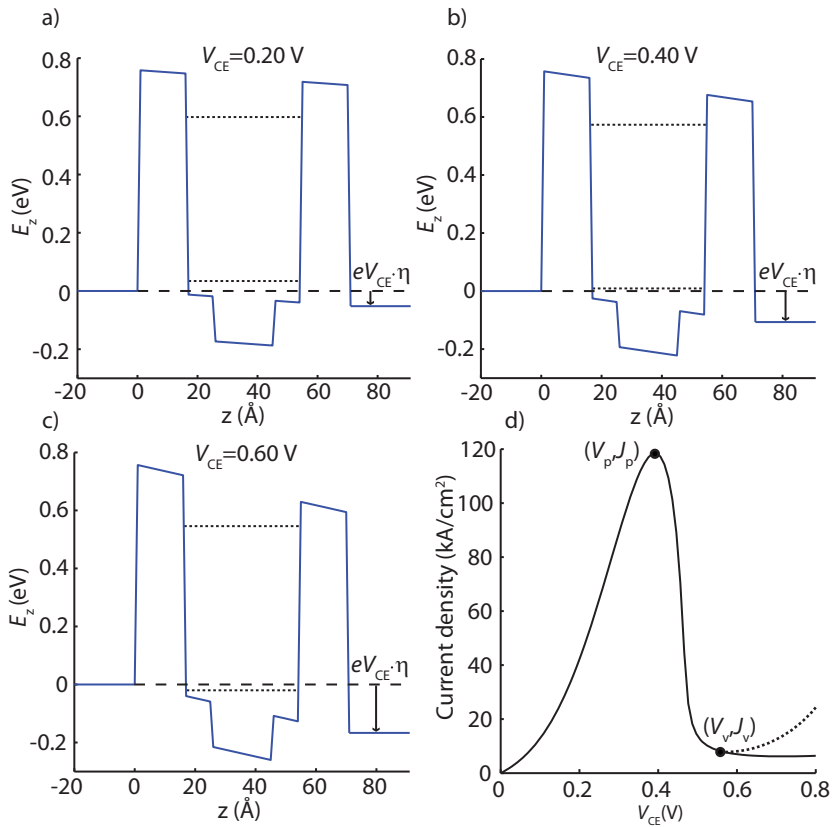 a)
V_CE=0.20 V
0.8
0.6
0.4
0.2
0
-0.2
E_z (eV)
eV_CE·η
-20 0 20 40 60 80
z (Å)
b)
V_CE=0.40 V
0.8
0.6
0.4
0.2
0
-0.2
E_z (eV)
eV_CE·η
-20 0 20 40 60 80
z (Å)
c)
V_CE=0.60 V
0.8
0.6
0.4
0.2
0
-0.2
E_z (eV)
eV_CE·η
-20 0 20 40 60 80
z (Å)
d)
120
100
80
60
40
20
0
Current density (kA/cm²)
(V_p,J_p)
(V_v,J_v)
0 0.2 0.4 0.6 0.8
V_CE(V)